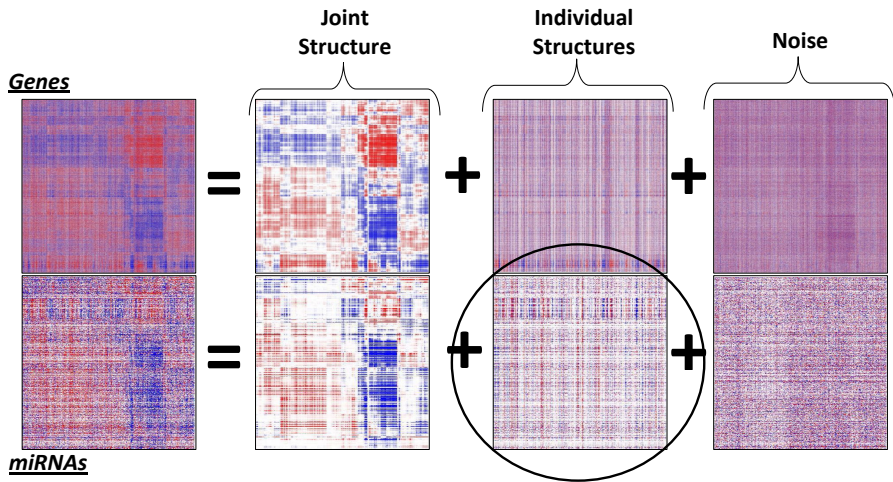 Joint
Structure
Individual
Structures
Noise
Genes
= + +
= + +
miRNAs